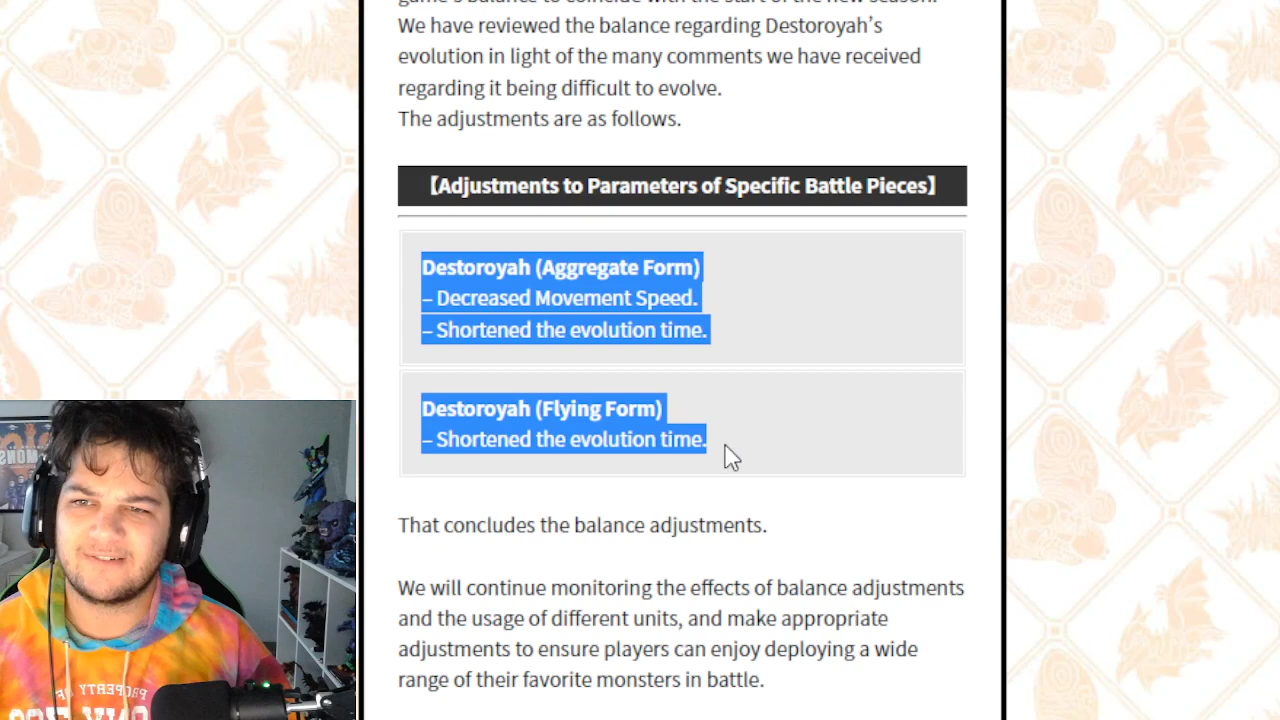 game's balance to coincide with the start of the new season.
We have reviewed the balance regarding Destoroyah's
evolution in light of the many comments we have received
regarding it being difficult to evolve.
The adjustments are as follows.
【Adjustments to Parameters of Specific Battle Pieces】
Destoroyah (Aggregate Form)
– Decreased Movement Speed.
– Shortened the evolution time.
Destoroyah (Flying Form)
– Shortened the evolution time.
That concludes the balance adjustments.
We will continue monitoring the effects of balance adjustments
and the usage of different units, and make appropriate
adjustments to ensure players can enjoy deploying a wide
range of their favorite monsters in battle.
PROPERTY OF